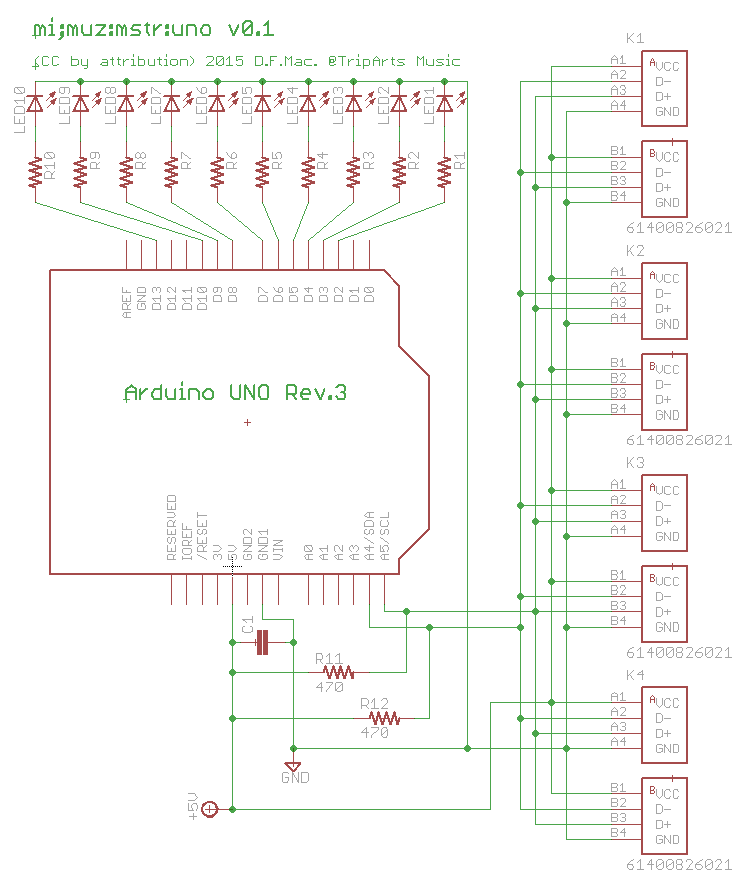 mi:muz:mstr:uno v0.1
(CC by attribution) 2015 D.F.Mac. @TripArts Music
LED10 LED9 LED8 LED7 LED6 LED5 LED4 LED3 LED2 LED1
R10 R9 R8 R7 R6 R5 R4 R3 R2 R1
K1
A1
A2
A3
A4
A
VCC
D-
D+
GND
B1
B2
B3
B4
B
VCC
D-
D+
GND
61400826021
AREF GND D13 D12 D11 D10 D9 D8 D7 D6 D5 D4 D3 D2 D1 D0
Arduino UNO Rev.3
RESERVED IOREF /RESET 3V3 5V GND2 GND1 VIN A0 A1 A2 A3 A4/SDA A5/SCL
K2
A1
A2
A3
A4
A
VCC
D-
D+
GND
B1
B2
B3
B4
B
VCC
D-
D+
GND
61400826021
K3
A1
A2
A3
A4
A
VCC
D-
D+
GND
B1
B2
B3
B4
B
VCC
D-
D+
GND
61400826021
C1
R11
470
R12
470
GND
+5V
K4
A1
A2
A3
A4
A
VCC
D-
D+
GND
B1
B2
B3
B4
B
VCC
D-
D+
GND
61400826021